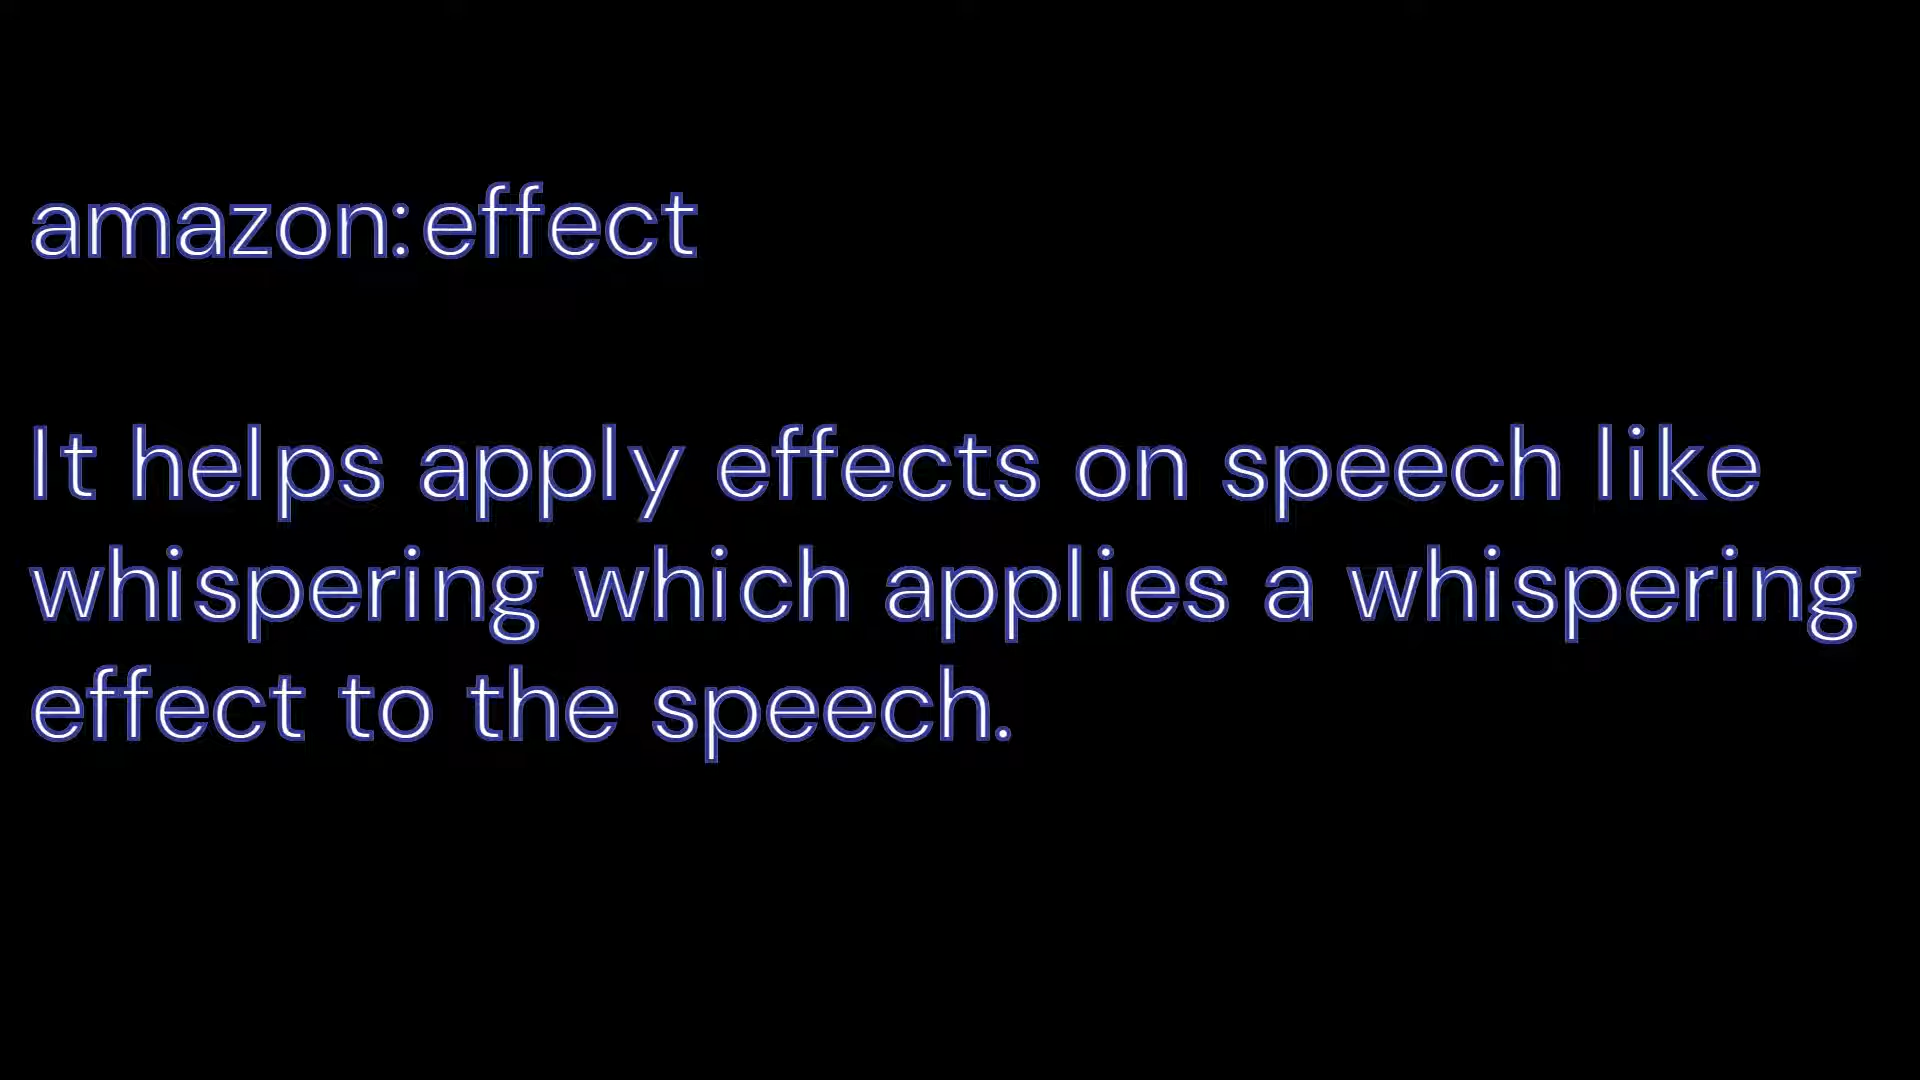 amazon:effect
It helps apply effects on speech like
whispering which applies a whispering
effect to the speech.